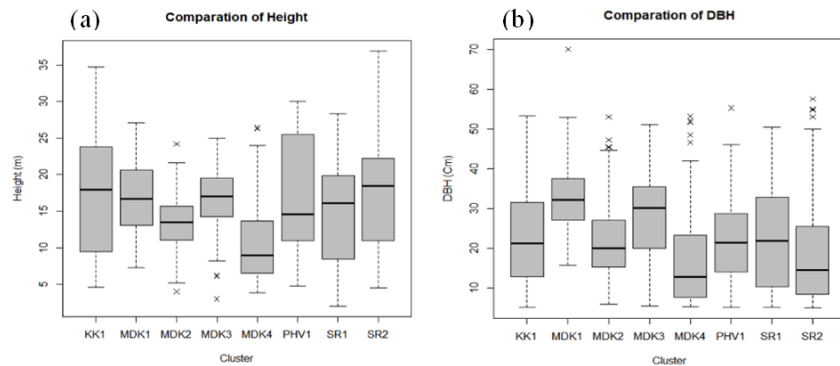 (a)
Comparation of Height
Height (m)
35
30
25
20
15
10
5
KK1 MDK1 MDK2 MDK3 MDK4 PHV1 SR1 SR2
Cluster
(b)
Comparation of DBH
DBH (Cm)
70
60
50
40
30
20
10
KK1 MDK1 MDK2 MDK3 MDK4 PHV1 SR1 SR2
Cluster